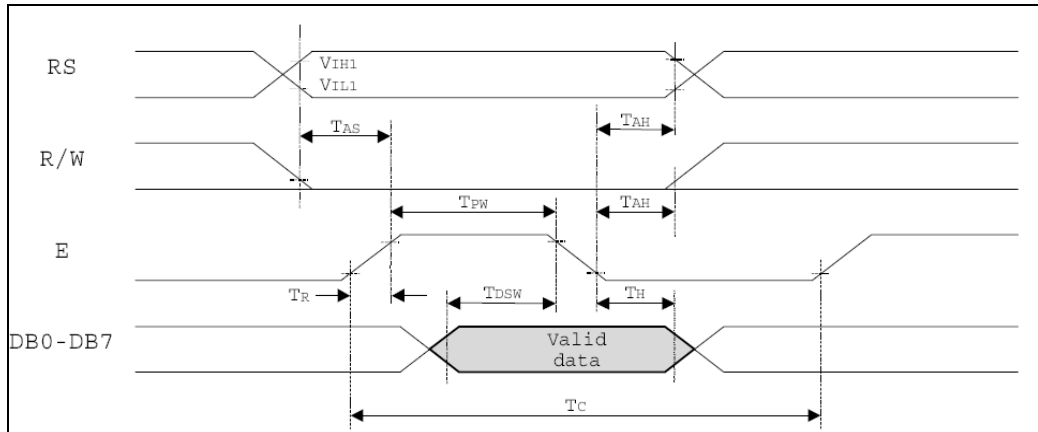 RS
VIH1
VIL1
TAS
TAH
R/W
TPW
TAH
E
TR
TDSW
TH
DB0-DB7
Valid
data
TC